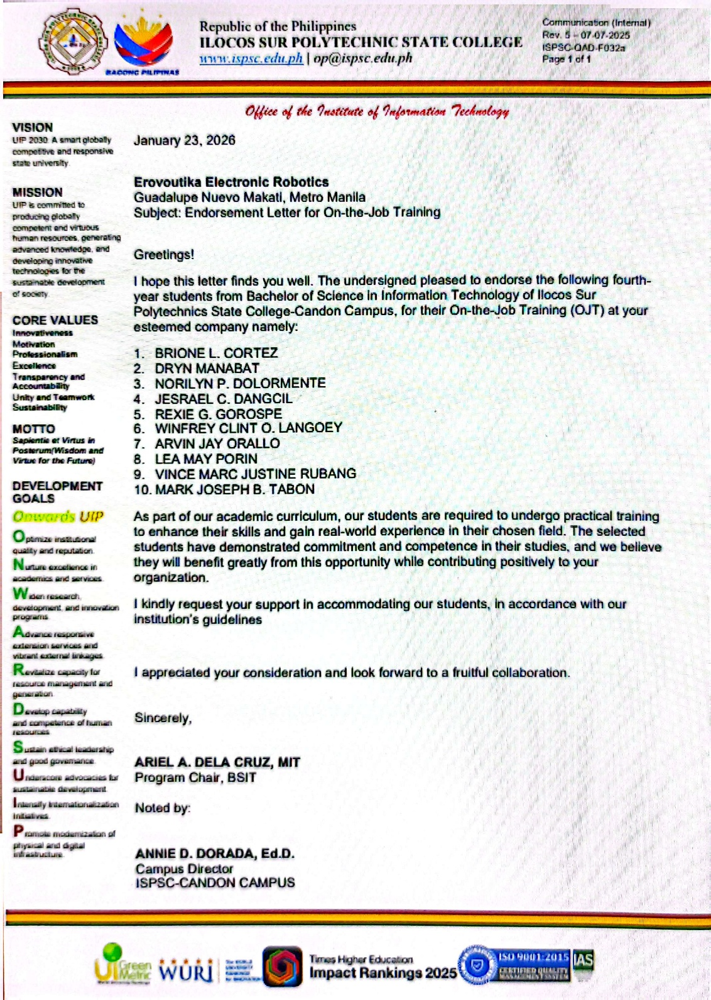 Republic of the Philippines
ILOCOS SUR POLYTECHNIC STATE COLLEGE
www.ispsc.edu.ph | op@ispsc.edu.ph
Communication (Internal)
Rev. 5 – 07-07-2025
ISPSC-QAD-F032a
Page 1 of 1
BAGONG PILIPINAS
Office of the Institute of Information Technology
VISION
UIP 2030: A smart globally
competitive and responsive
state university.
MISSION
UIP is committed to
producing globally
competent and virtuous
human resources, generating
advanced knowledge, and
developing innovative
technologies for the
sustainable development
of society.
CORE VALUES
Innovativeness
Motivation
Professionalism
Excellence
Transparency and
Accountability
Unity and Teamwork
Sustainability
MOTTO
Sapientia et Virtus in
Posterum(Wisdom and
Virtue for the Future)
DEVELOPMENT
GOALS
Onwards UIP
Optimize institutional
quality and reputation.
Nurture excellence in
academics and services.
Widen research,
development, and innovation
programs.
Advance responsive
extension services and
vibrant external linkages.
Revitalize capacity for
resource management and
generation.
Develop capability
and competence of human
resources.
Sustain ethical leadership
and good governance.
Underscore advocacies for
sustainable development.
Intensify Internationalization
Initiatives.
Promote modernization of
physical and digital
infrastructure.
January 23, 2026
Erovoutika Electronic Robotics
Guadalupe Nuevo Makati, Metro Manila
Subject: Endorsement Letter for On-the-Job Training
Greetings!
I hope this letter finds you well. The undersigned pleased to endorse the following fourth-
year students from Bachelor of Science in Information Technology of Ilocos Sur
Polytechnics State College-Candon Campus, for their On-the-Job Training (OJT) at your
esteemed company namely:
1. BRIONE L. CORTEZ
2. DRYN MANABAT
3. NORILYN P. DOLORMENTE
4. JESRAEL C. DANGCIL
5. REXIE G. GOROSPE
6. WINFREY CLINT O. LANGOEY
7. ARVIN JAY ORALLO
8. LEA MAY PORIN
9. VINCE MARC JUSTINE RUBANG
10. MARK JOSEPH B. TABON
As part of our academic curriculum, our students are required to undergo practical training
to enhance their skills and gain real-world experience in their chosen field. The selected
students have demonstrated commitment and competence in their studies, and we believe
they will benefit greatly from this opportunity while contributing positively to your
organization.
I kindly request your support in accommodating our students, in accordance with our
institution's guidelines
I appreciated your consideration and look forward to a fruitful collaboration.
Sincerely,
ARIEL A. DELA CRUZ, MIT
Program Chair, BSIT
Noted by:
ANNIE D. DORADA, Ed.D.
Campus Director
ISPSC-CANDON CAMPUS
UI Green
Metric
WURI
Times Higher Education
Impact Rankings 2025
ISO 9001:2015
CERTIFIED QUALITY
MANAGEMENT SYSTEM
IAS